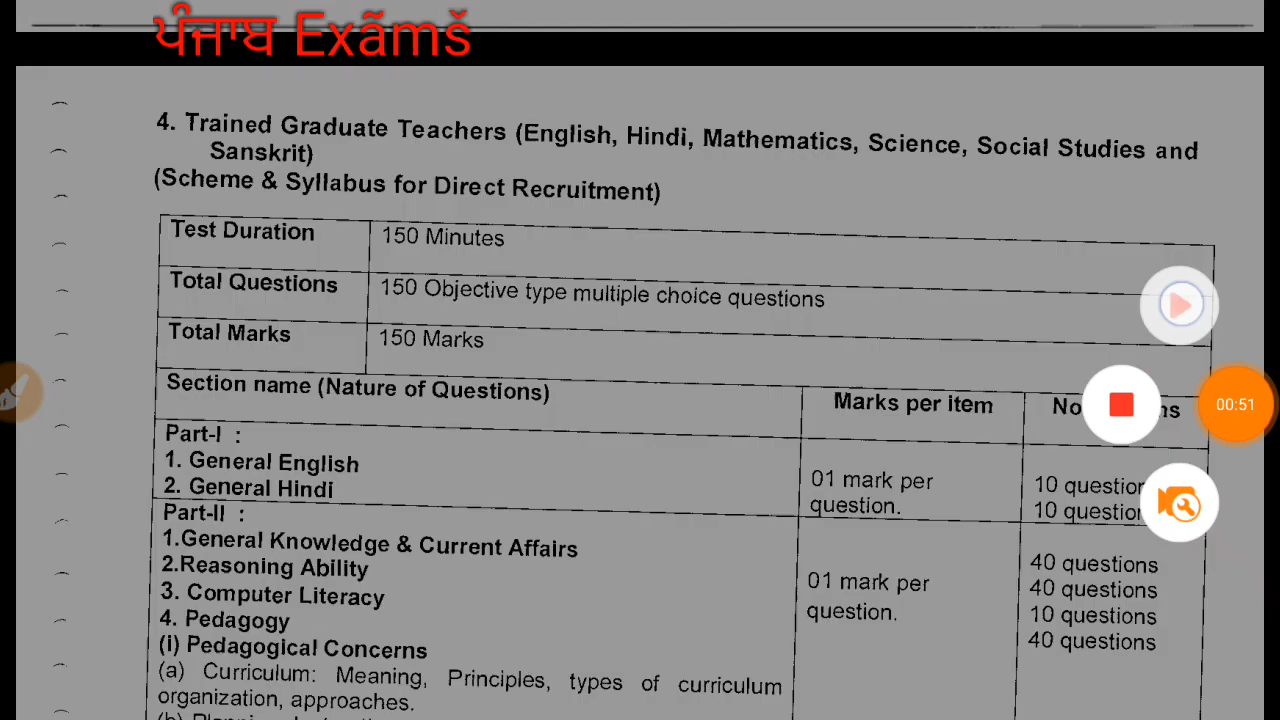 ਪੰਜਾਬ Exãmš
4. Trained Graduate Teachers (English, Hindi, Mathematics, Science, Social Studies and
Sanskrit)
(Scheme & Syllabus for Direct Recruitment)
Test Duration 150 Minutes
Total Questions 150 Objective type multiple choice questions
Total Marks 150 Marks
Section name (Nature of Questions) Marks per item
00:51
Part-I :
1. General English 01 mark per 10
2. General Hindi question. 10
Part-II :
1.General Knowledge & Current Affairs 40 questions
2.Reasoning Ability 01 mark per 40 questions
3. Computer Literacy question. 10 questions
4. Pedagogy 40 questions
(i) Pedagogical Concerns
(a) Curriculum: Meaning, Principles, types of curriculum
organization, approaches.